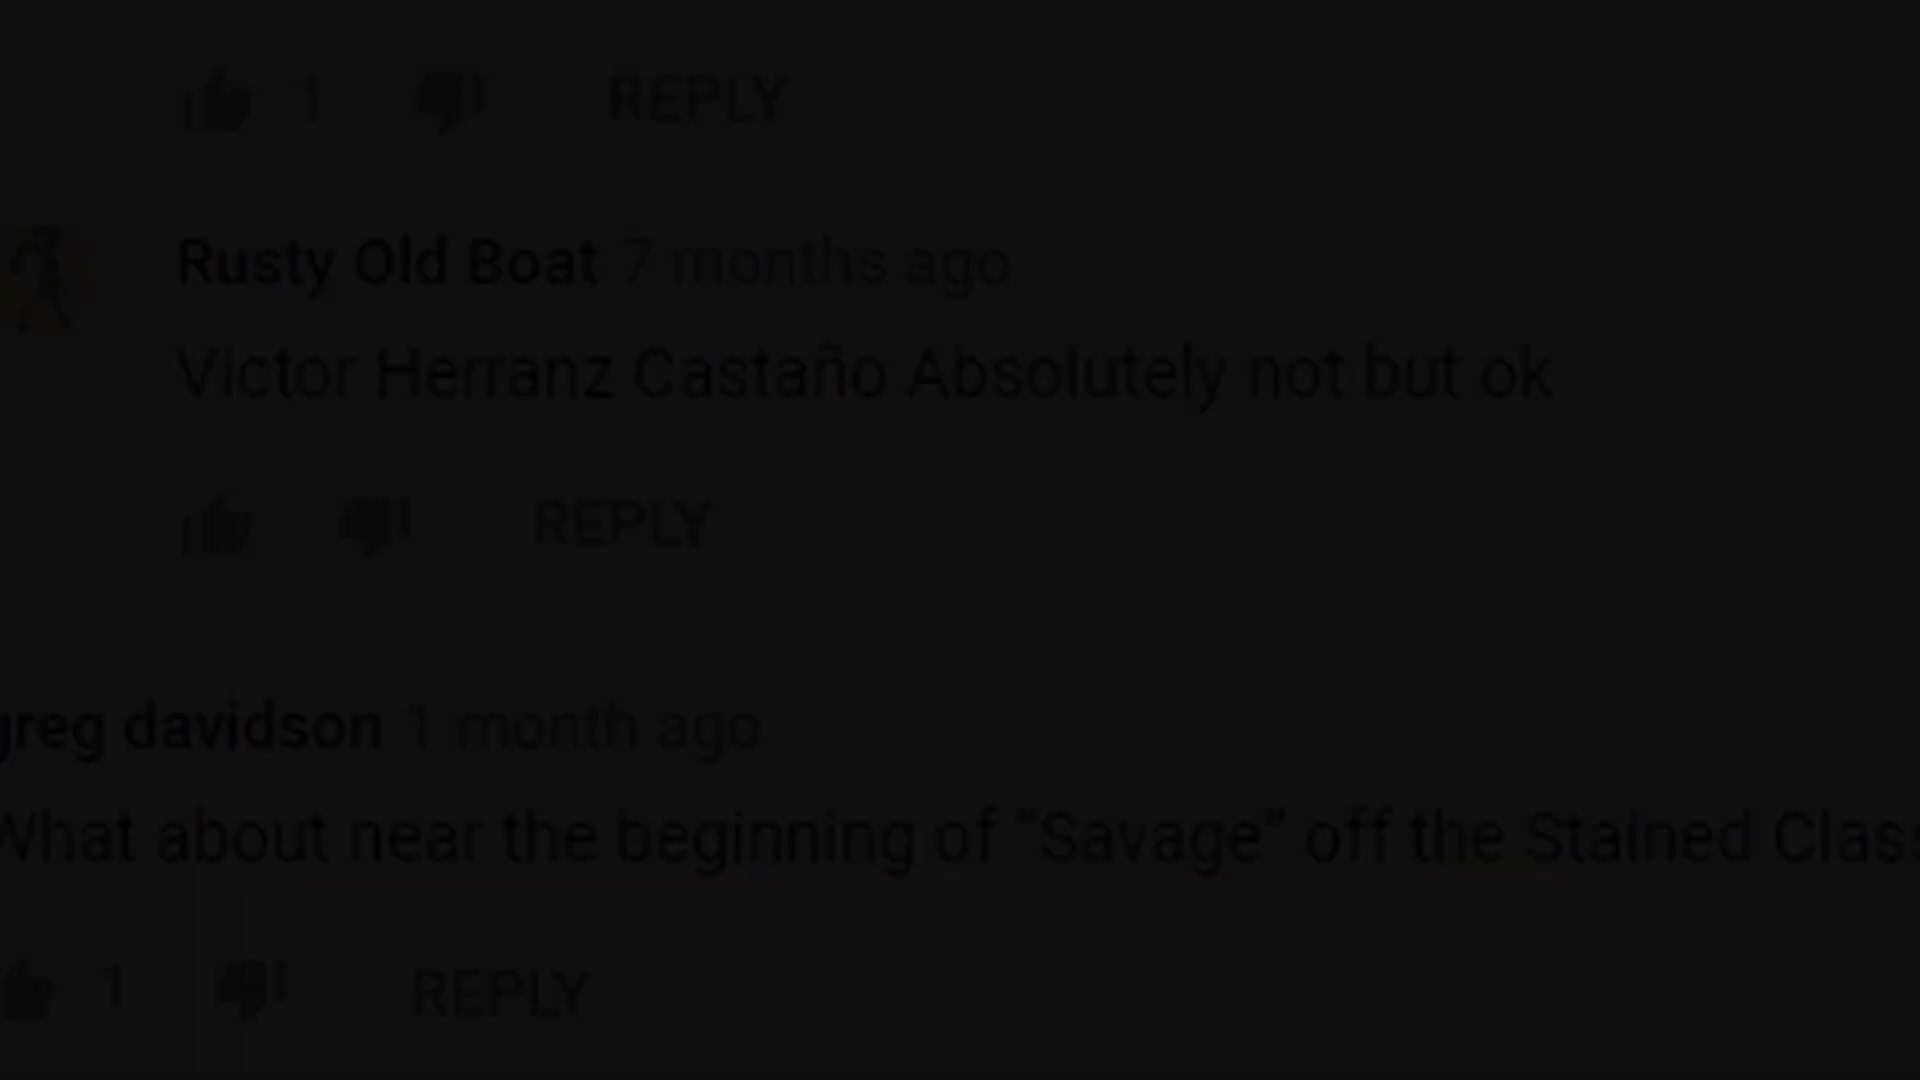 1 REPLY
Rusty Old Boat 7 months ago
Victor Herranz Castaño Absolutely not but ok
REPLY
greg davidson 1 month ago
What about near the beginning of “Savage” off the Stained Clas
1 REPLY